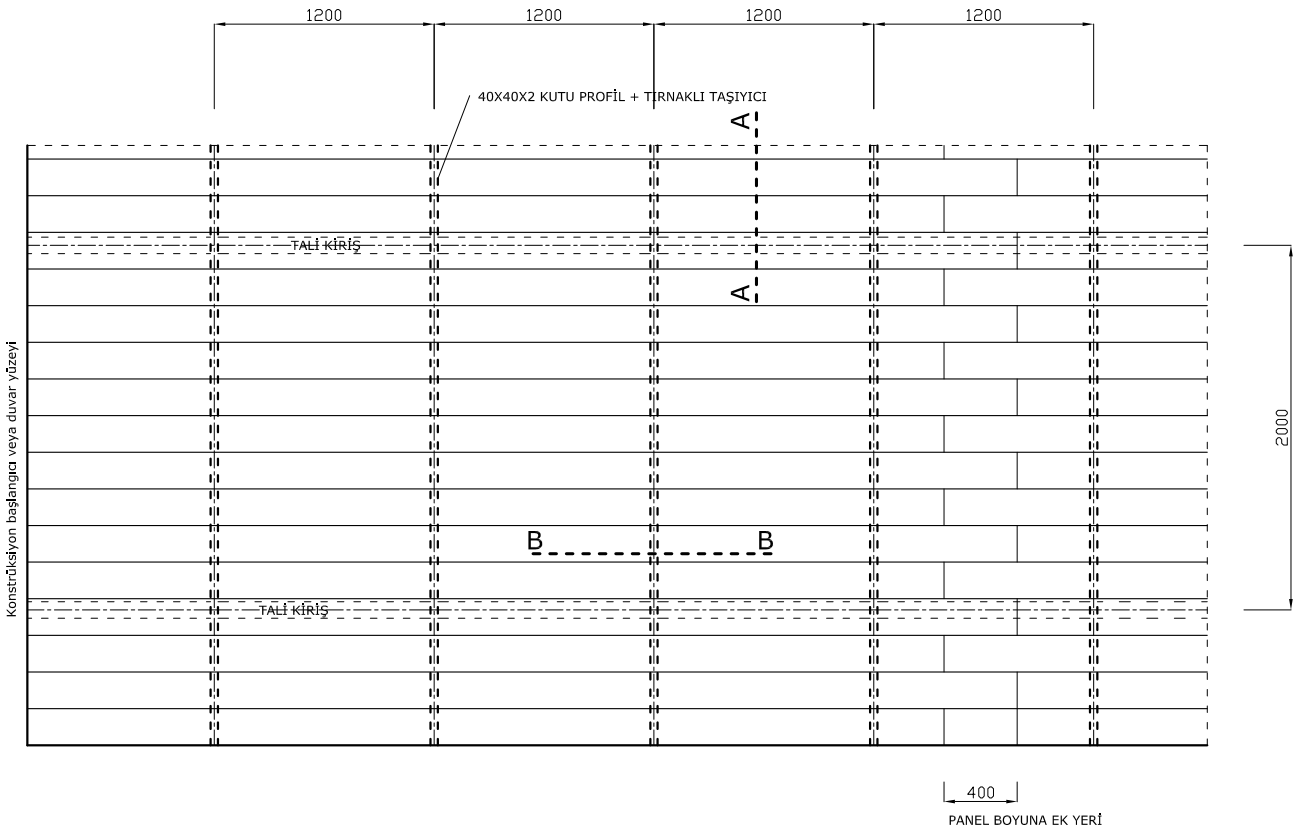 1200
1200
1200
1200
40X40X2 KUTU PROFİL + TIRNAKLI TAŞIYICI
A
TALİ KİRİŞ
A
Konstrüksiyon başlangıcı veya duvar yüzeyi
2000
B
B
TALİ KİRİŞ
400
PANEL BOYUNA EK YERİ